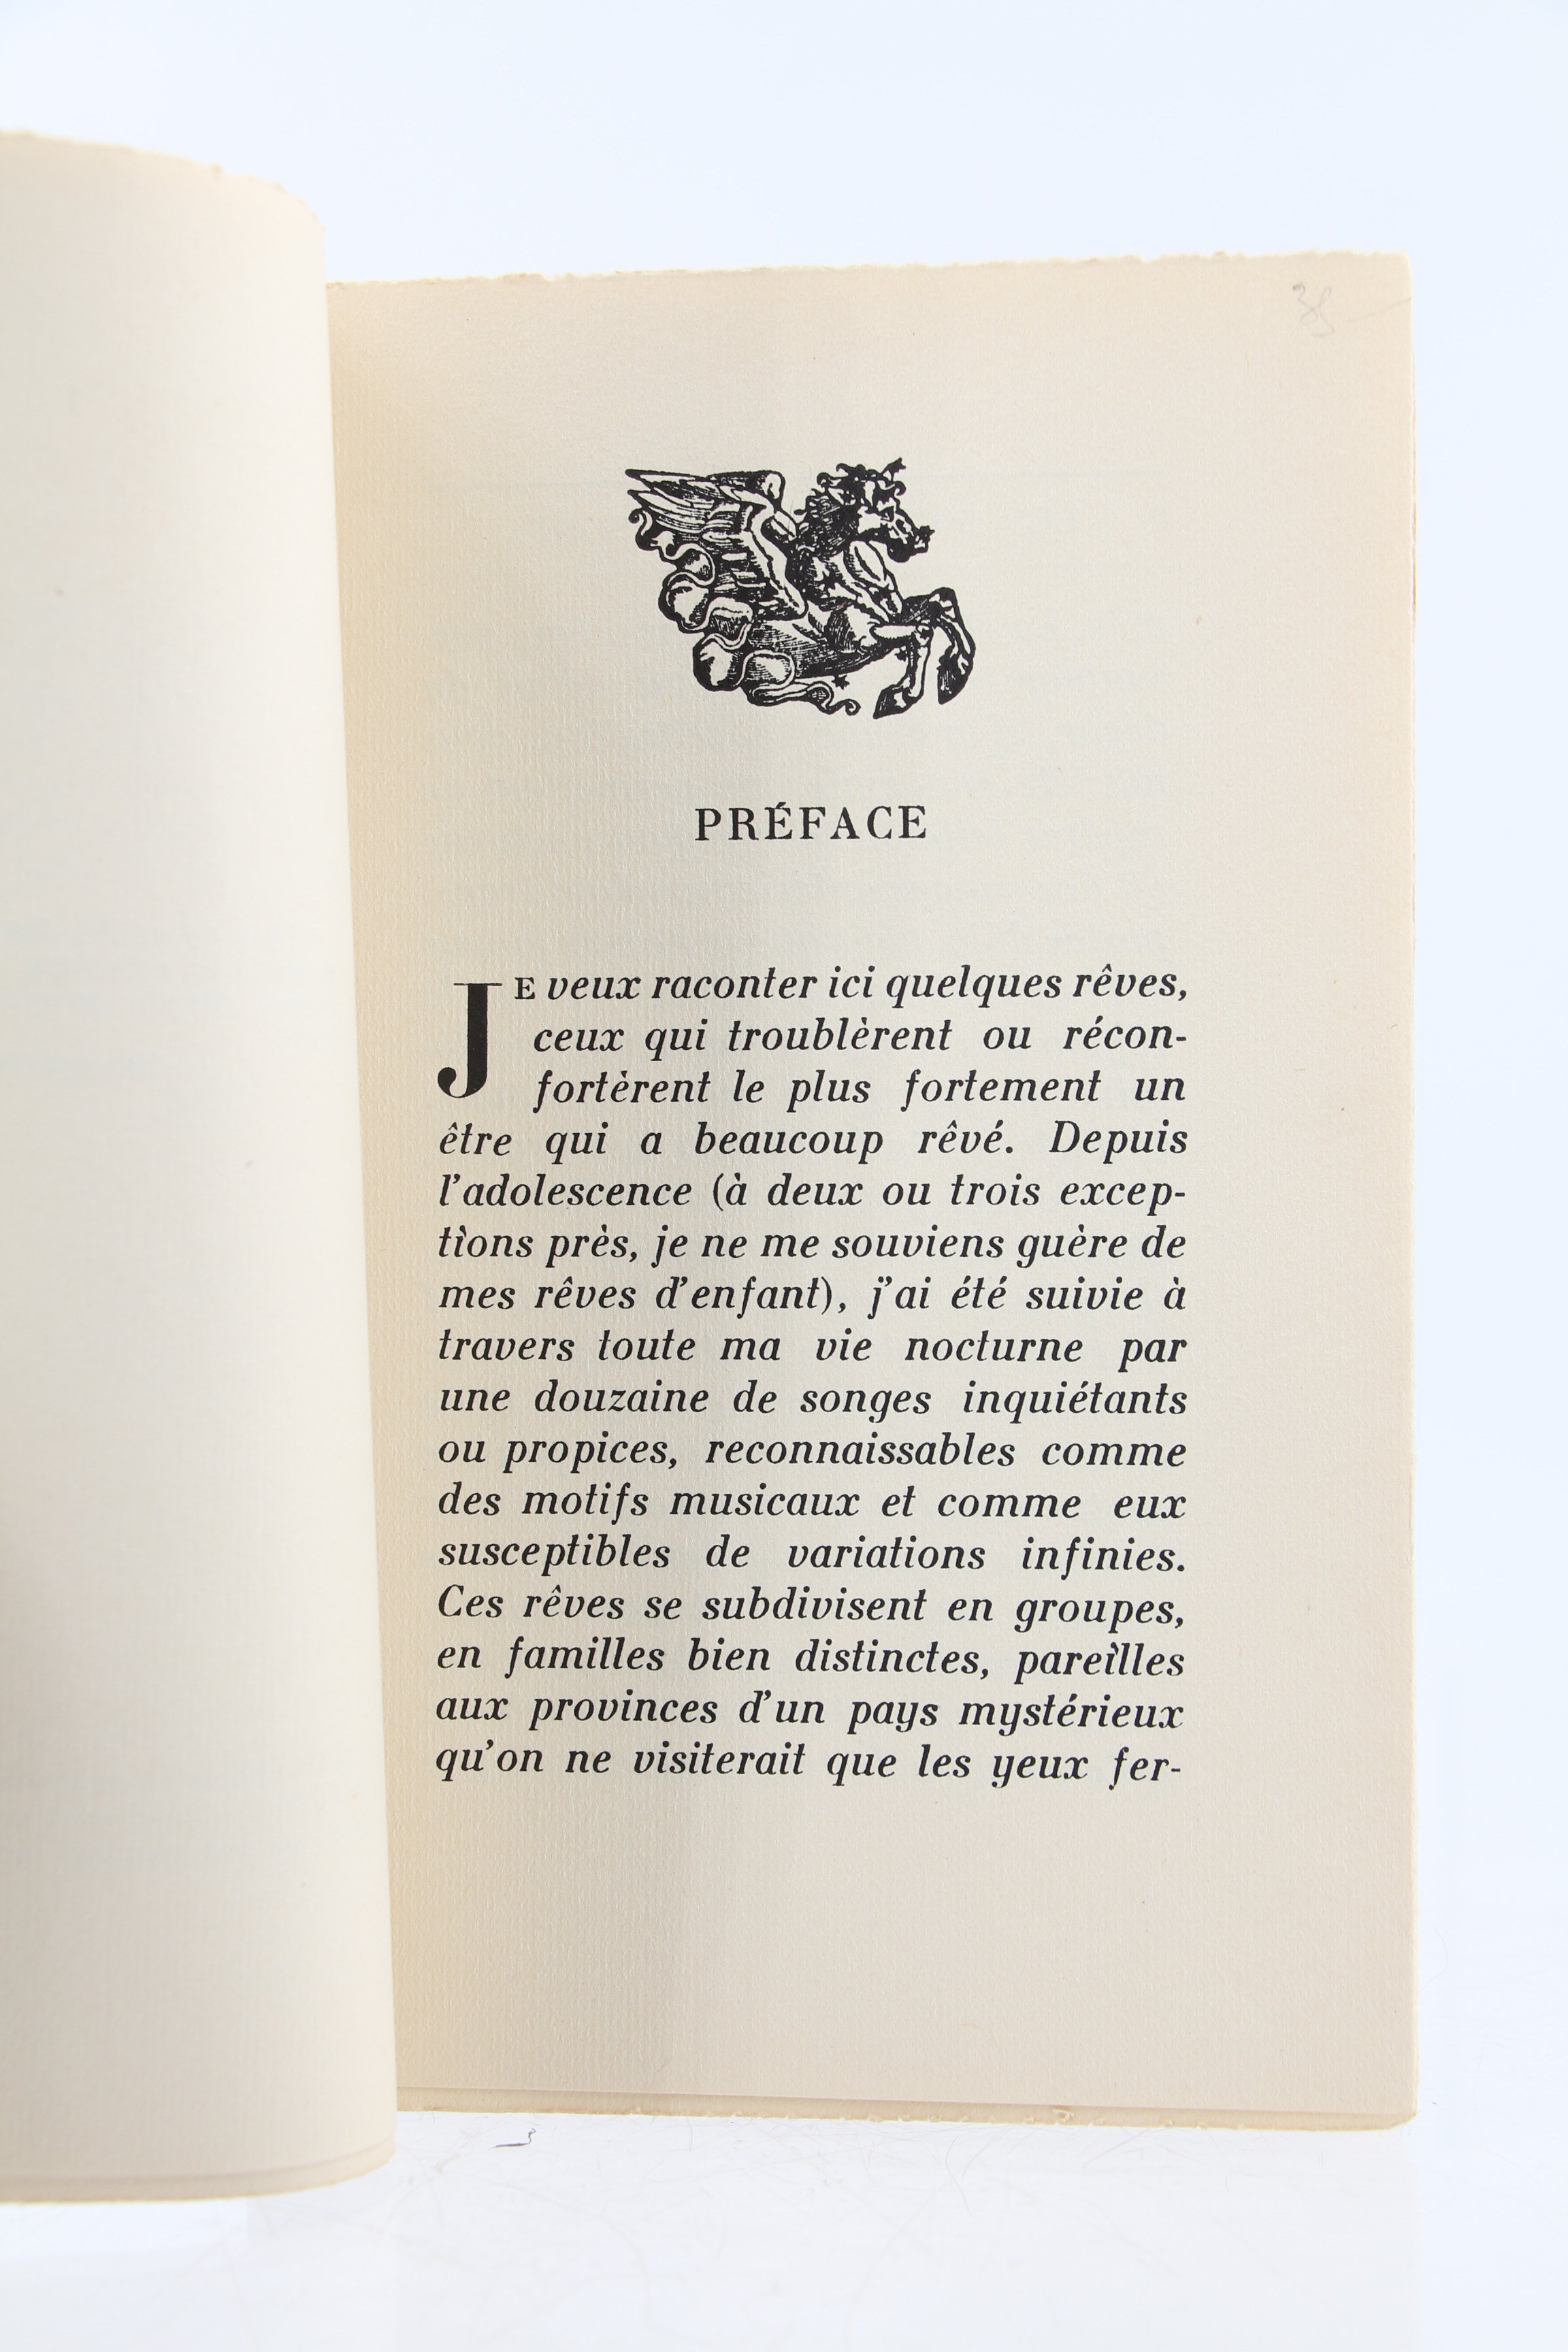 PRÉFACE
JE veux raconter ici quelques rêves,
ceux qui troublèrent ou récon-
fortèrent le plus fortement un
être qui a beaucoup rêvé. Depuis
l'adolescence (à deux ou trois excep-
tions près, je ne me souviens guère de
mes rêves d'enfant), j'ai été suivie à
travers toute ma vie nocturne par
une douzaine de songes inquiétants
ou propices, reconnaissables comme
des motifs musicaux et comme eux
susceptibles de variations infinies.
Ces rêves se subdivisent en groupes,
en familles bien distinctes, pareilles
aux provinces d'un pays mystérieux
qu'on ne visiterait que les yeux fer-